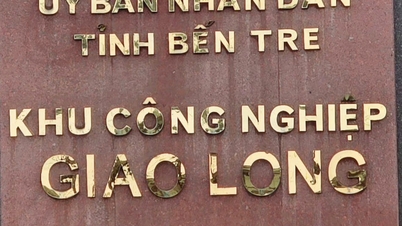 ỦY BAN NHÂN DÂN
TỈNH BẾN TRE
KHU CÔNG NGHIỆP
GIAO LONG